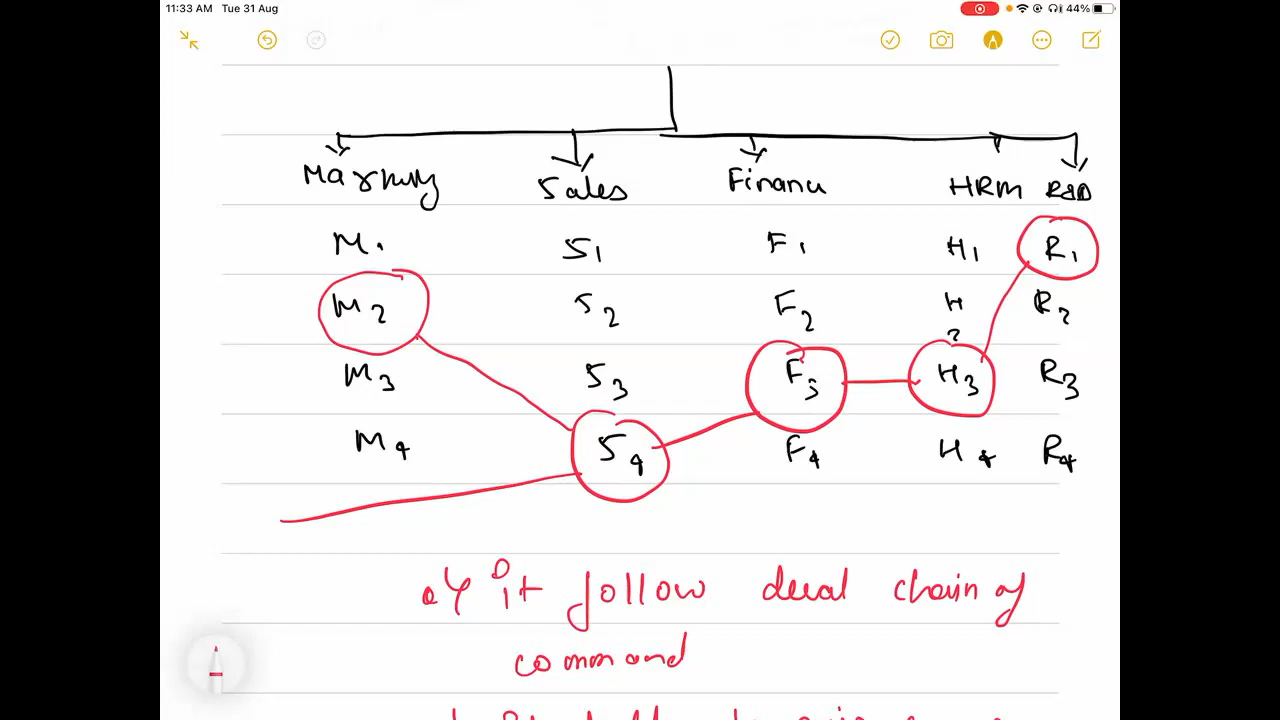 11:33 AM Tue 31 Aug 44%
Marketing Sales Finance HRM R&D
M1 S1 F1 H1 R1
M2 S2 F2 H2 R2
M3 S3 F3 H3 R3
M4 S4 F4 H4 R4
it follow dual chain of
command